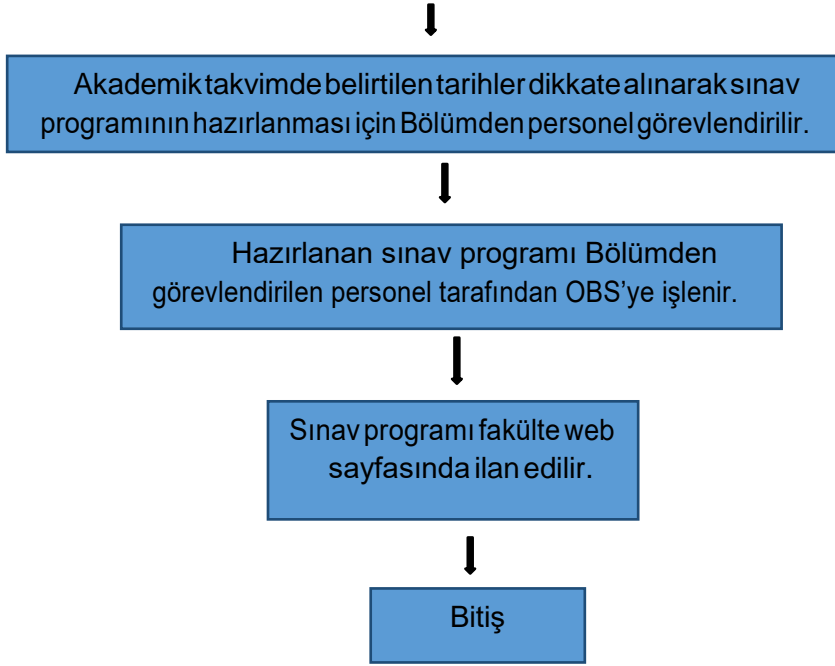 Akademik takvimde belirtilen tarihler dikkate alınarak sınav
programının hazırlanması için Bölümden personel görevlendirilir.
Hazırlanan sınav programı Bölümden
görevlendirilen personel tarafından OBS’ye işlenir.
Sınav programı fakülte web
sayfasında ilan edilir.
Bitiş